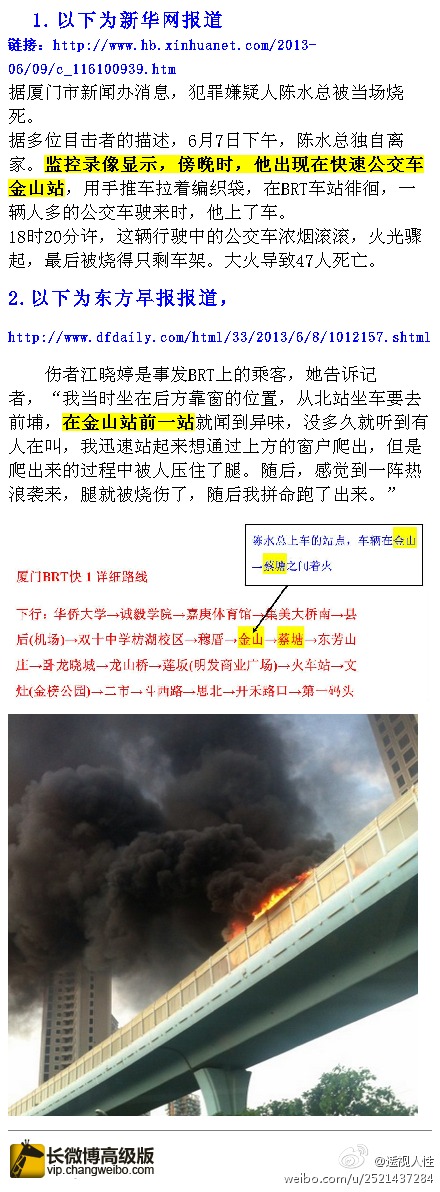 1.以下为新华网报道
链接：http://www.hb.xinhuanet.com/2013-
06/09/c_116100939.htm
据厦门市新闻办消息，犯罪嫌疑人陈水总被当场烧
死。
据多位目击者的描述，6月7日下午，陈水总独自离
家。监控录像显示，傍晚时，他出现在快速公交车
金山站，用手推车拉着编织袋，在BRT车站徘徊，一
辆人多的公交车驶来时，他上了车。
18时20分许，这辆行驶中的公交车浓烟滚滚，火光骤
起，最后被烧得只剩车架。大火导致47人死亡。
2.以下为东方早报报道，
http://www.dfdaily.com/html/33/2013/6/8/1012157.shtml
伤者江晓婷是事发BRT上的乘客，她告诉记
者，“我当时坐在后方靠窗的位置，从北站坐车要去
前埔，在金山站前一站就闻到异味，没多久就听到有
人在叫，我迅速站起来想通过上方的窗户爬出，但是
爬出来的过程中被人压住了腿。随后，感觉到一阵热
浪袭来，腿就被烧伤了，随后我拼命跑了出来。”
陈水总上车的站点，车辆在金山
→蔡塘之间着火
厦门BRT快1详细路线
下行：华侨大学→诚毅学院→嘉庚体育馆→集美大桥南→县
后(机场)→双十中学枋湖校区→穆厝→金山→蔡塘→东芳山
庄→卧龙晓城→龙山桥→莲坂(明发商业广场)→火车站→文
灶(金榜公园)→二市→斗西路→思北→开禾路口→第一码头
长微博高级版
vip.changweibo.com
@透视人性
weibo.com/u/2521437284